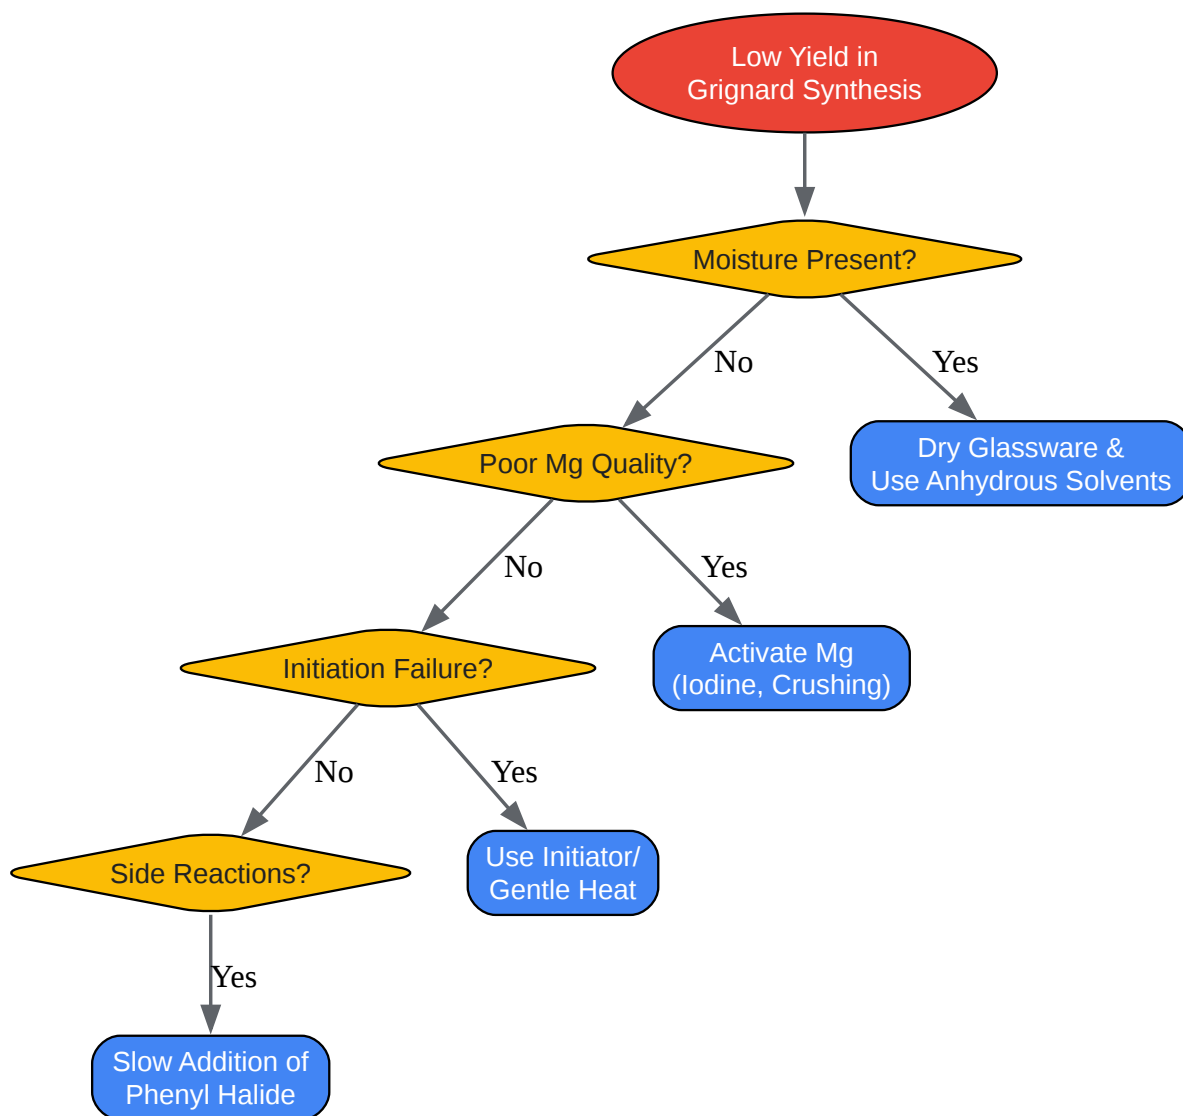 Low Yield in
Grignard Synthesis
Moisture Present?
No
Yes
Poor Mg Quality?
Dry Glassware &
Use Anhydrous Solvents
No
Yes
Initiation Failure?
Activate Mg
(Iodine, Crushing)
No
Yes
Side Reactions?
Use Initiator/
Gentle Heat
Yes
Slow Addition of
Phenyl Halide